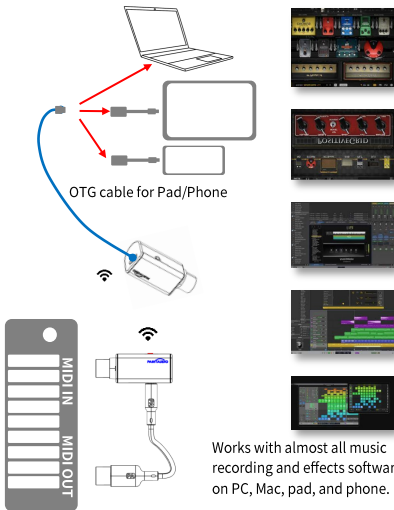 OTG cable for Pad/Phone
MIDI IN
MIDI OUT
Works with almost all music
recording and effects softwar
on PC, Mac, pad, and phone.